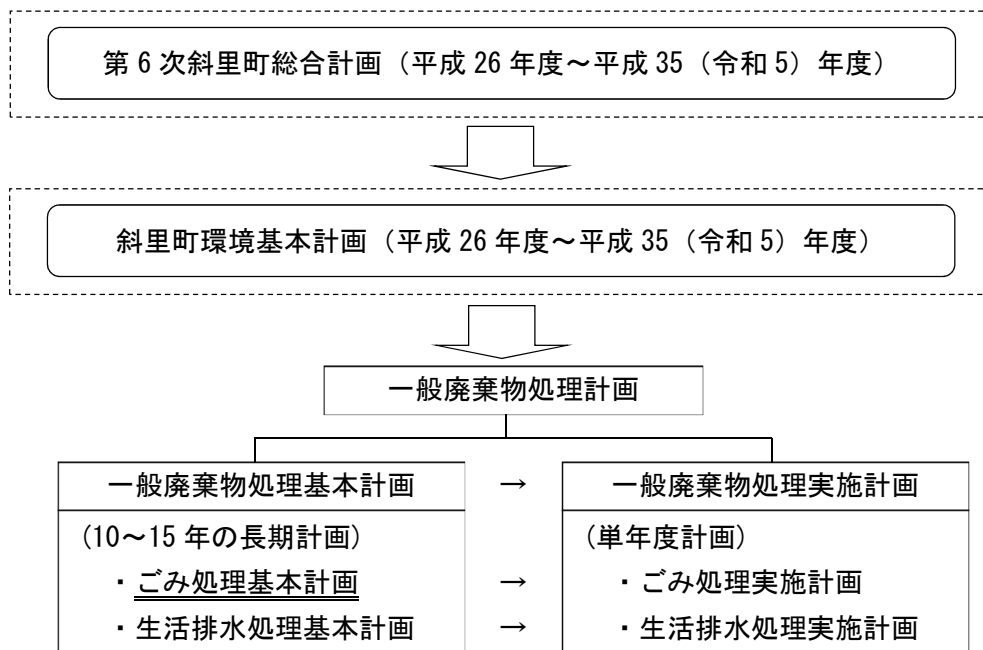 第6次斜里町総合計画（平成26年度～平成35（令和5）年度）
斜里町環境基本計画（平成26年度～平成35（令和5）年度）
一般廃棄物処理計画
一般廃棄物処理基本計画 → 一般廃棄物処理実施計画
(10～15年の長期計画) (単年度計画)
・ごみ処理基本計画 → ・ごみ処理実施計画
・生活排水処理基本計画 → ・生活排水処理実施計画